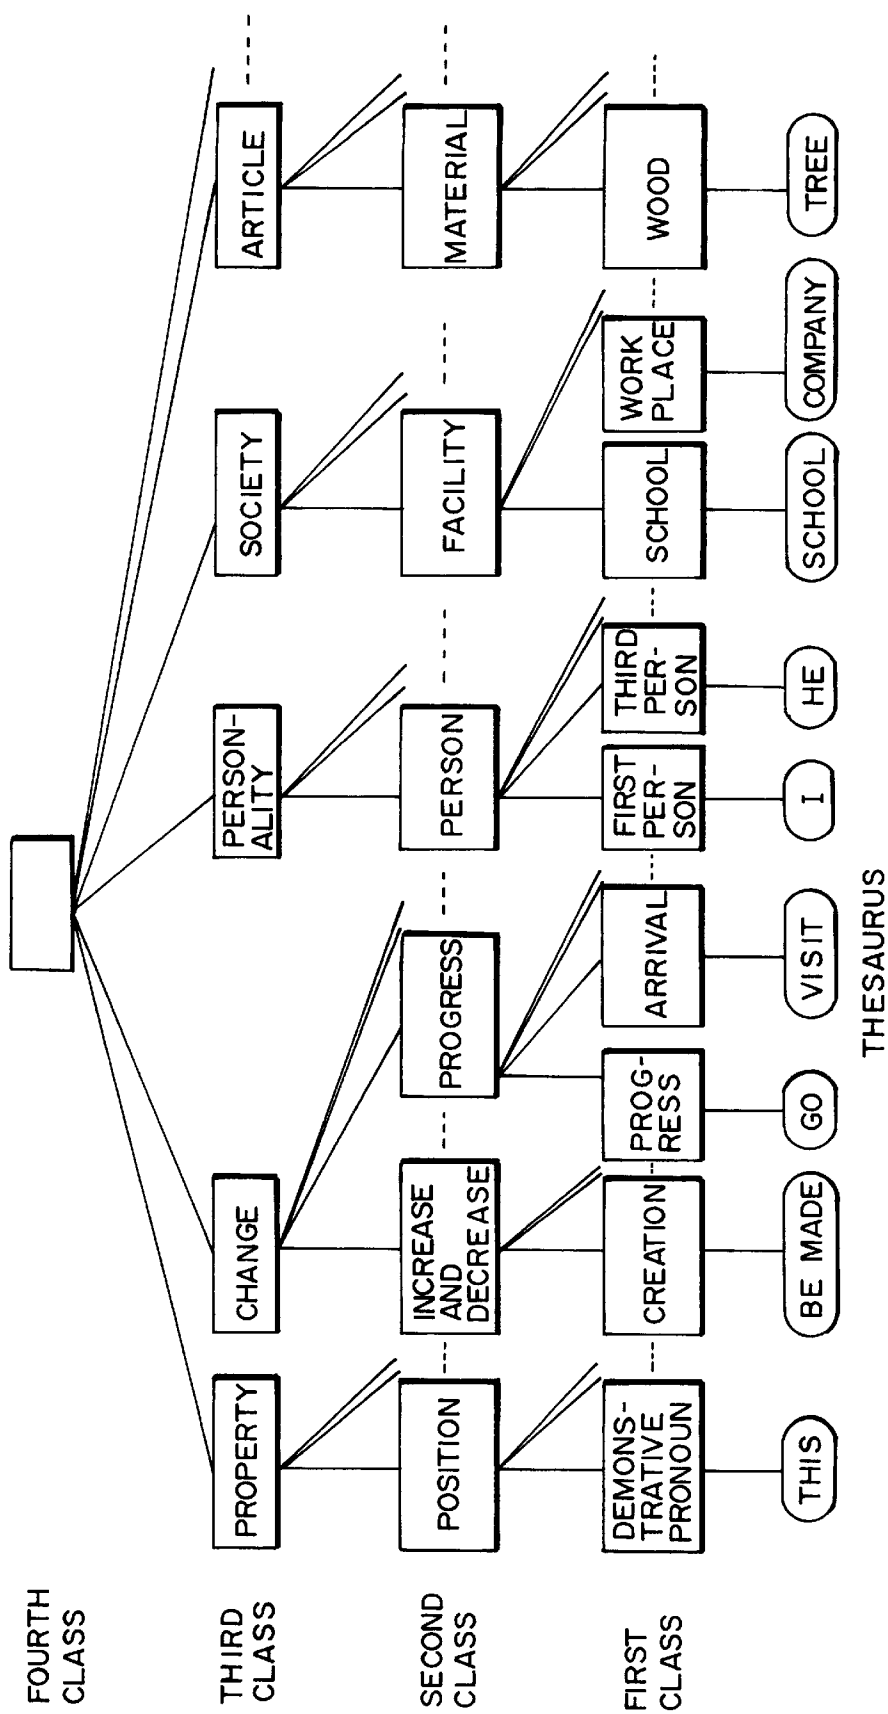 FOURTH
CLASS
THIRD
CLASS
PROPERTY
CHANGE
PERSON-
ALITY
SOCIETY
ARTICLE
SECOND
CLASS
POSITION
INCREASE
AND
DECREASE
PROGRESS
PERSON
FACILITY
MATERIAL
FIRST
CLASS
DEMONS-
TRATIVE
PRONOUN
CREATION
PROG-
RESS
ARRIVAL
FIRST
PER-
SON
THIRD
PER-
SON
SCHOOL
WORK
PLACE
WOOD
THIS
BE MADE
GO
VISIT
I
HE
SCHOOL
COMPANY
TREE
THESAURUS